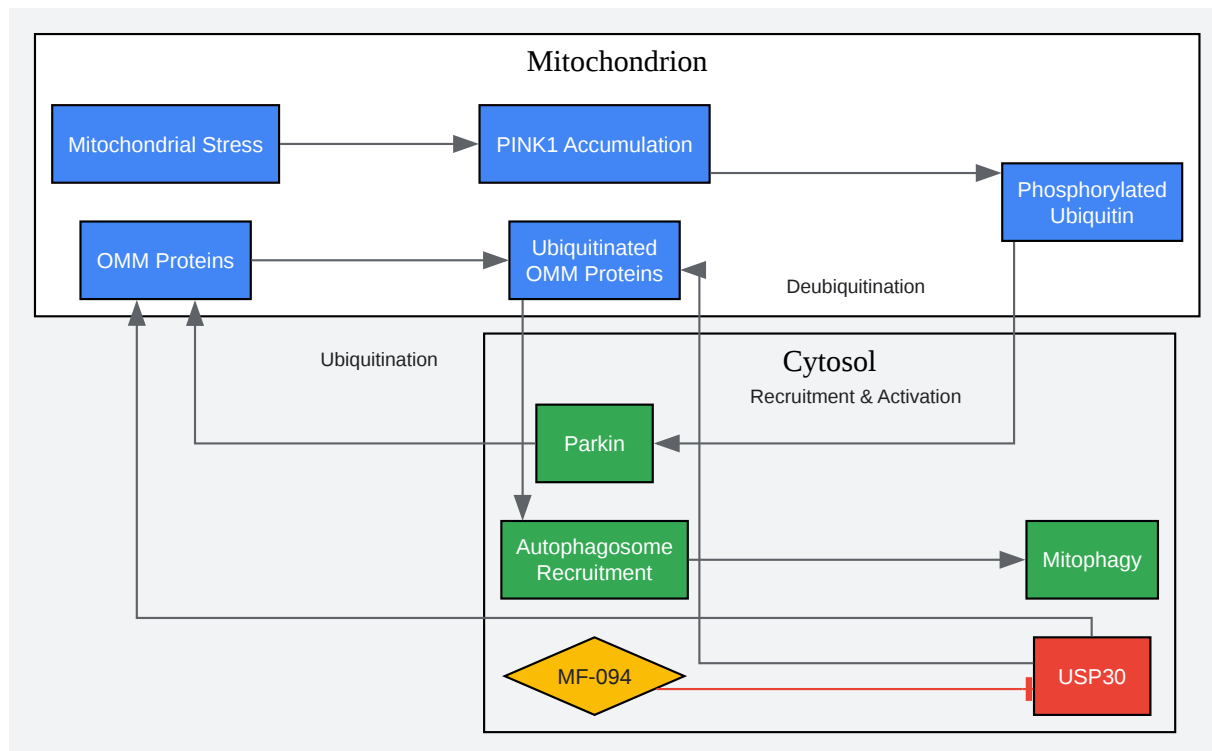 Mitochondrion
Mitochondrial Stress
PINK1 Accumulation
Phosphorylated
Ubiquitin
OMM Proteins
Ubiquitinated
OMM Proteins
Deubiquitination
Ubiquitination
Cytosol
Recruitment & Activation
Parkin
Autophagosome
Recruitment
Mitophagy
MF-094
USP30